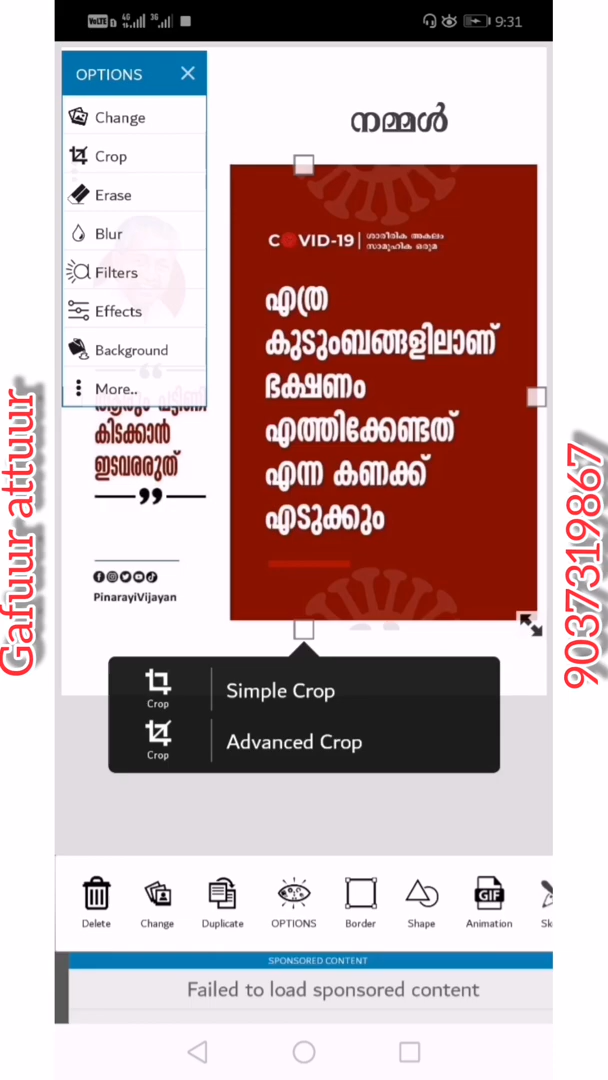 VoLTE 4G 3G 9:31
OPTIONS
Change
Crop
Erase
Blur
Filters
Effects
Background
More..
നമ്മൾ
COVID-19
ശാരീരിക അകലം
സാമൂഹിക ഒരുമ
എത്ര
കുടുംബങ്ങളിലാണ്
ഭക്ഷണം
എത്തിക്കേണ്ടത്
എന്ന കണക്ക്
എടുക്കും
ആരും പട്ടിണി
കിടക്കാൻ
ഇടവരരുത്
PinarayiVijayan
Gafuur attuur
9037319867
Crop Simple Crop
Crop Advanced Crop
Delete Change Duplicate OPTIONS Border Shape Animation Sk
GIF
SPONSORED CONTENT
Failed to load sponsored content